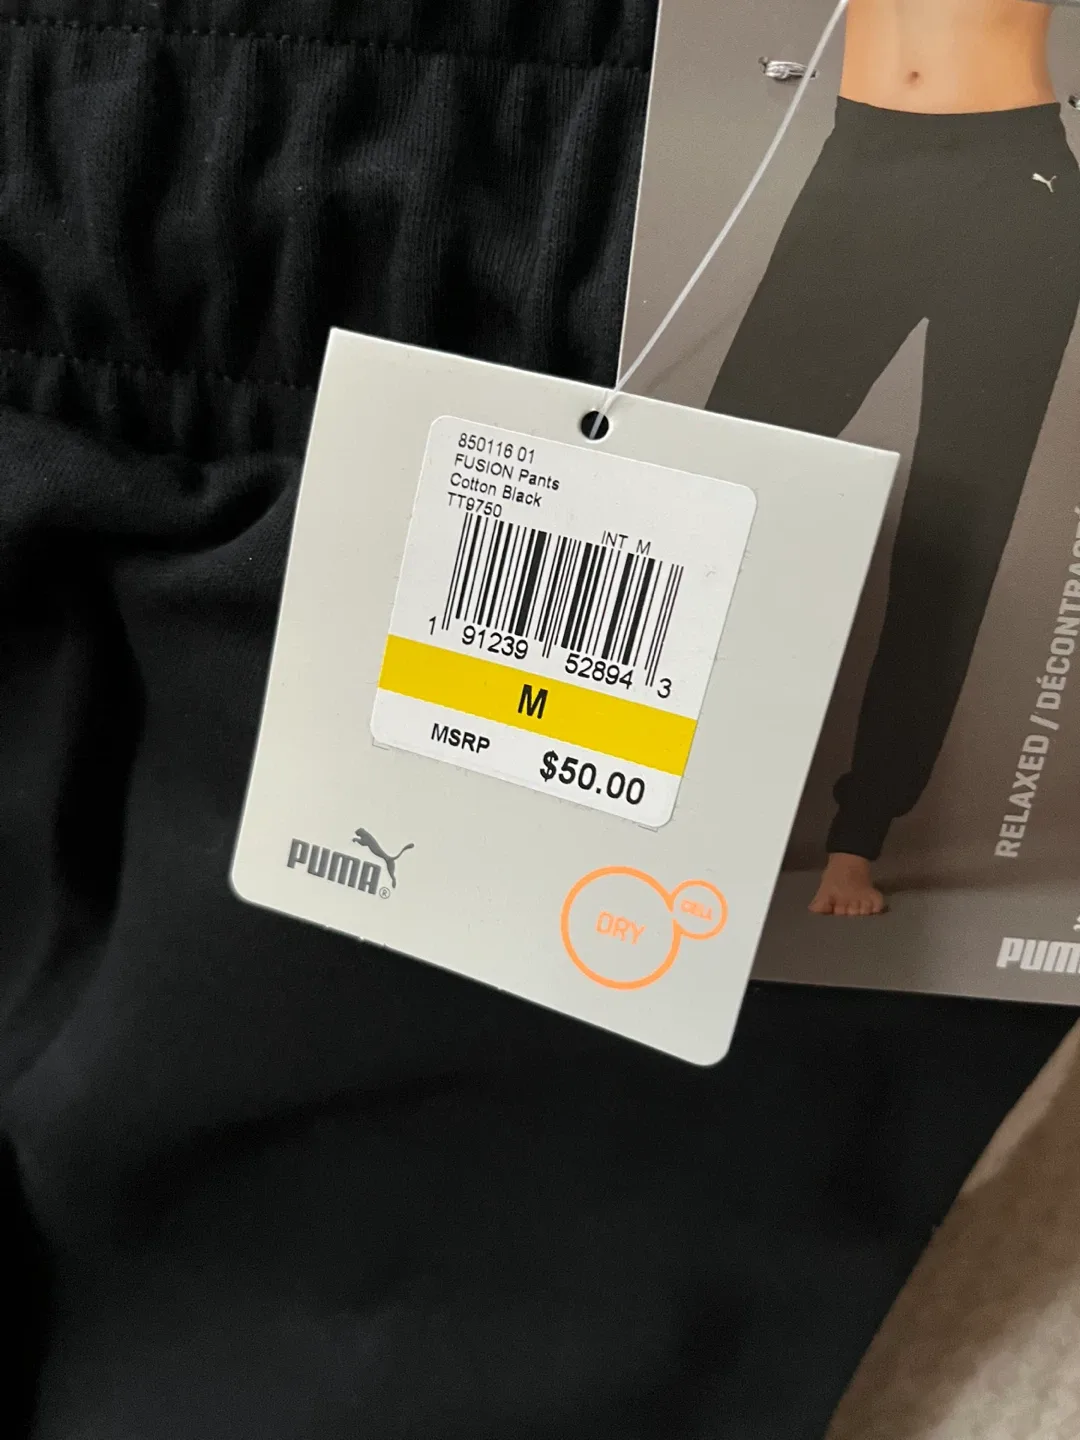 850116 01
FUSION Pants
Cotton Black
TT9750
INT M
1 91239 52894 3
M
MSRP $50.00
PUMA®
DRY CELL
RELAXED / DÉCONTRACTÉ
PUMA